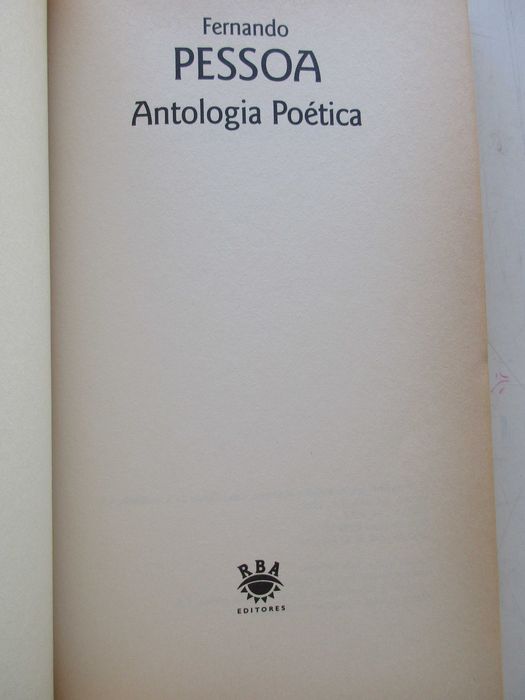 Fernando
PESSOA
Antologia Poética
RBA
EDITORES